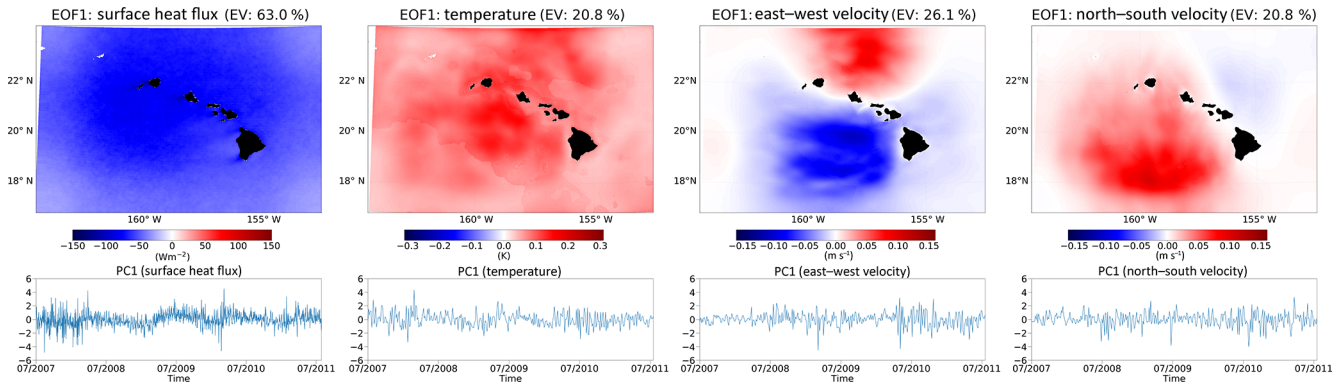 EOF1: surface heat flux (EV: 63.0 %)
22° N
20° N
18° N
160° W
155° W
−150 −100 −50 0 50 100 150
(Wm⁻²)
PC1 (surface heat flux)
6
4
2
0
−2
−4
−6
07/2007 07/2008 07/2009 07/2010 07/2011
Time
EOF1: temperature (EV: 20.8 %)
22° N
20° N
18° N
160° W
155° W
−0.3 −0.2 −0.1 0.0 0.1 0.2 0.3
(K)
PC1 (temperature)
6
4
2
0
−2
−4
−6
07/2007 07/2008 07/2009 07/2010 07/2011
Time
EOF1: east–west velocity (EV: 26.1 %)
22° N
20° N
18° N
160° W
155° W
−0.15 −0.10 −0.05 0.00 0.05 0.10 0.15
(m s⁻¹)
PC1 (east–west velocity)
6
4
2
0
−2
−4
−6
07/2007 07/2008 07/2009 07/2010 07/2011
Time
EOF1: north–south velocity (EV: 20.8 %)
22° N
20° N
18° N
160° W
155° W
−0.15 −0.10 −0.05 0.00 0.05 0.10 0.15
(m s⁻¹)
PC1 (north–south velocity)
6
4
2
0
−2
−4
−6
07/2007 07/2008 07/2009 07/2010 07/2011
Time